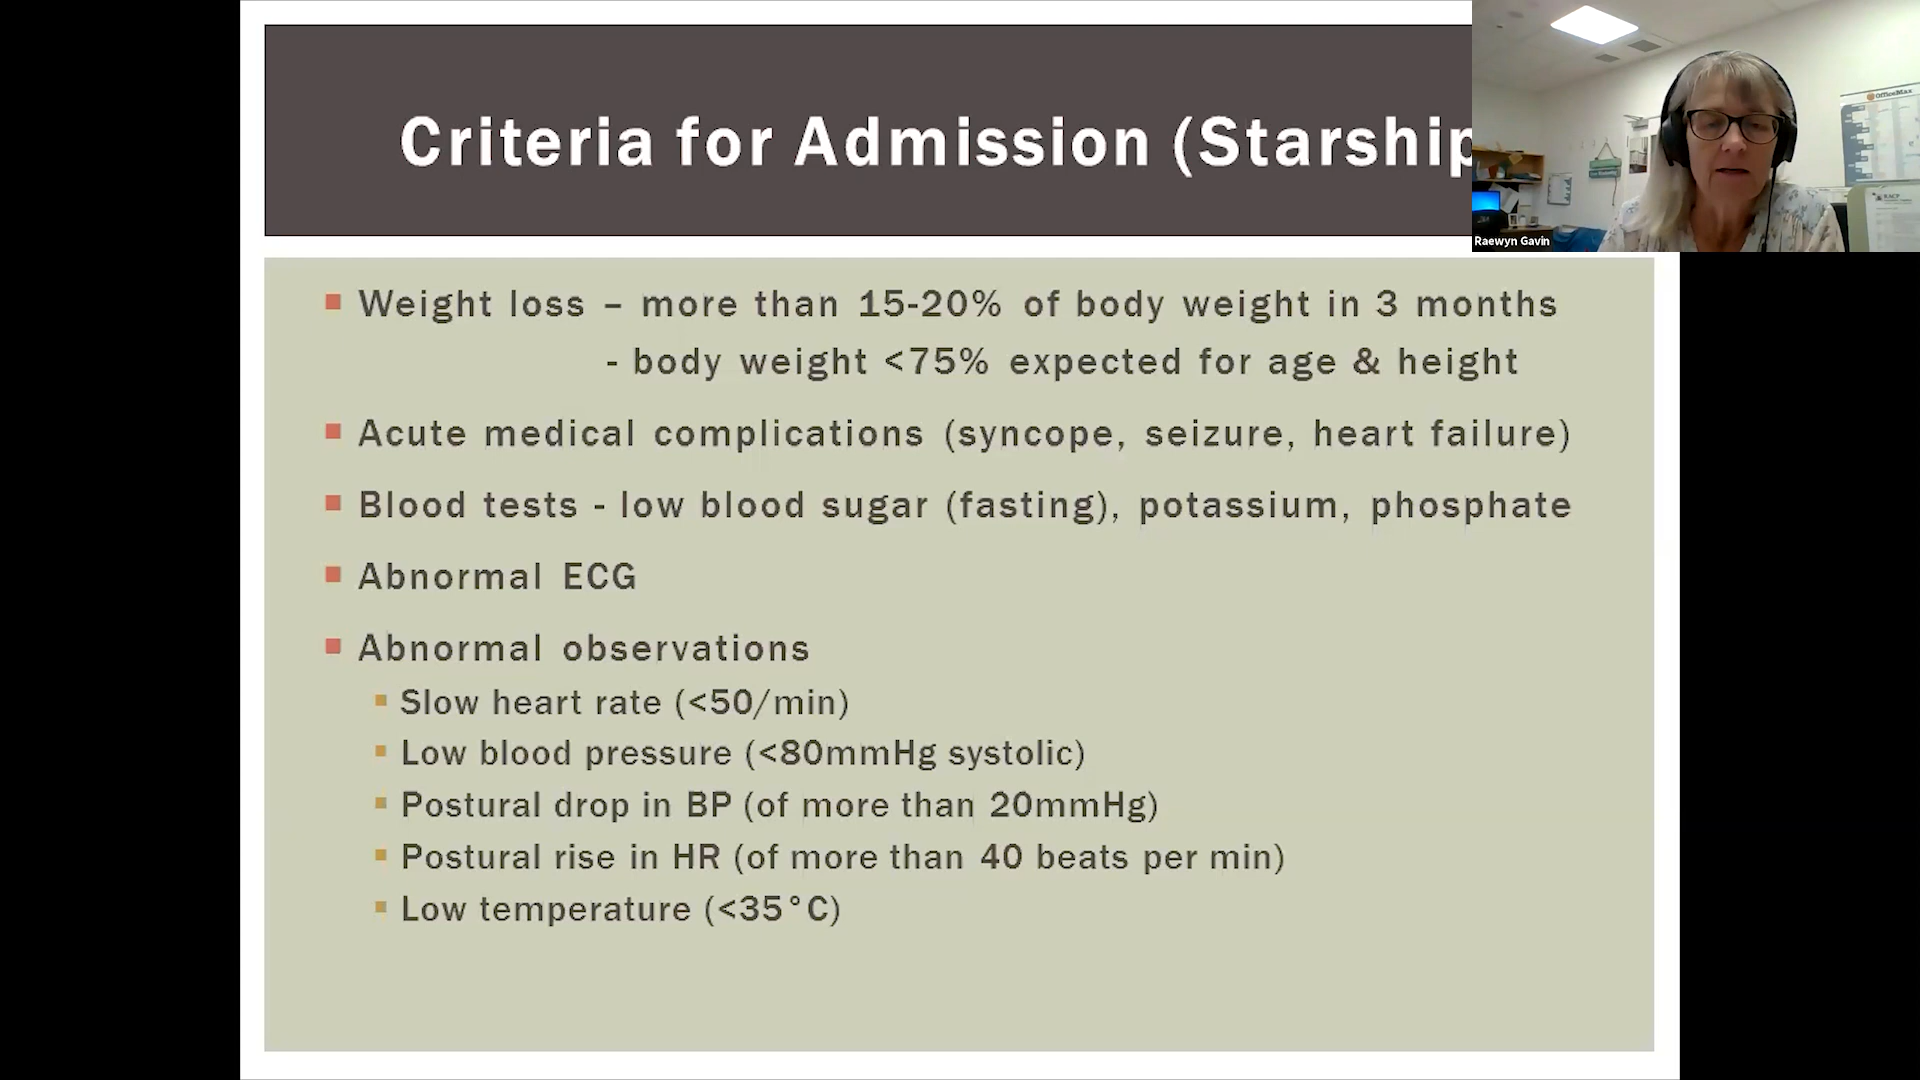 Criteria for Admission (Starship
OfficeMax
RACP
Raewyn Gavin
Weight loss – more than 15-20% of body weight in 3 months
- body weight <75% expected for age & height
Acute medical complications (syncope, seizure, heart failure)
Blood tests - low blood sugar (fasting), potassium, phosphate
Abnormal ECG
Abnormal observations
Slow heart rate (<50/min)
Low blood pressure (<80mmHg systolic)
Postural drop in BP (of more than 20mmHg)
Postural rise in HR (of more than 40 beats per min)
Low temperature (<35°C)